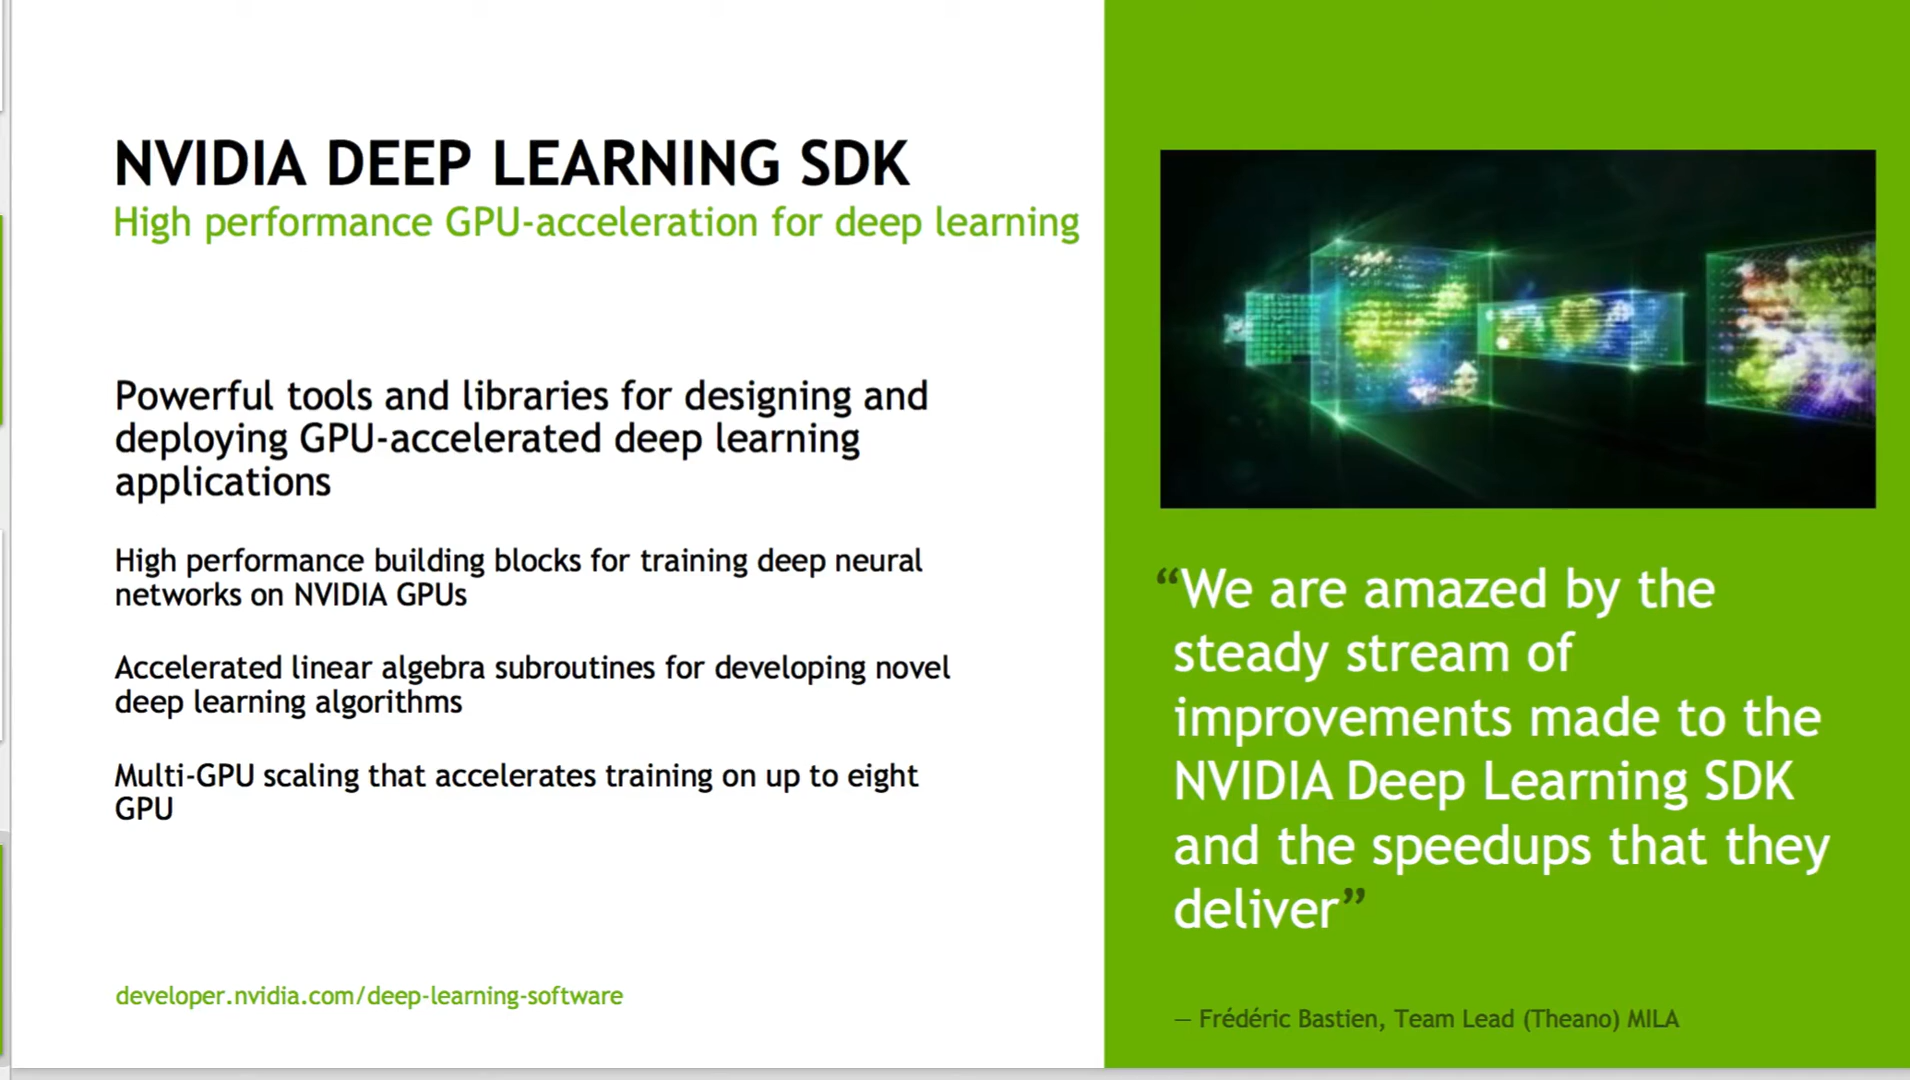 NVIDIA DEEP LEARNING SDK
High performance GPU-acceleration for deep learning
Powerful tools and libraries for designing and
deploying GPU-accelerated deep learning
applications
High performance building blocks for training deep neural
networks on NVIDIA GPUs
Accelerated linear algebra subroutines for developing novel
deep learning algorithms
Multi-GPU scaling that accelerates training on up to eight
GPU
developer.nvidia.com/deep-learning-software
“We are amazed by the
steady stream of
improvements made to the
NVIDIA Deep Learning SDK
and the speedups that they
deliver”
— Frédéric Bastien, Team Lead (Theano) MILA